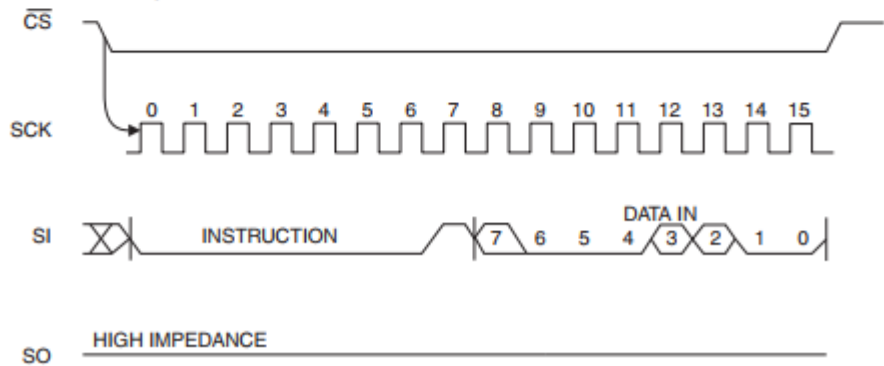 CS
0 1 2 3 4 5 6 7 8 9 10 11 12 13 14 15
SCK
DATA IN
SI INSTRUCTION 7 6 5 4 3 2 1 0
HIGH IMPEDANCE
SO